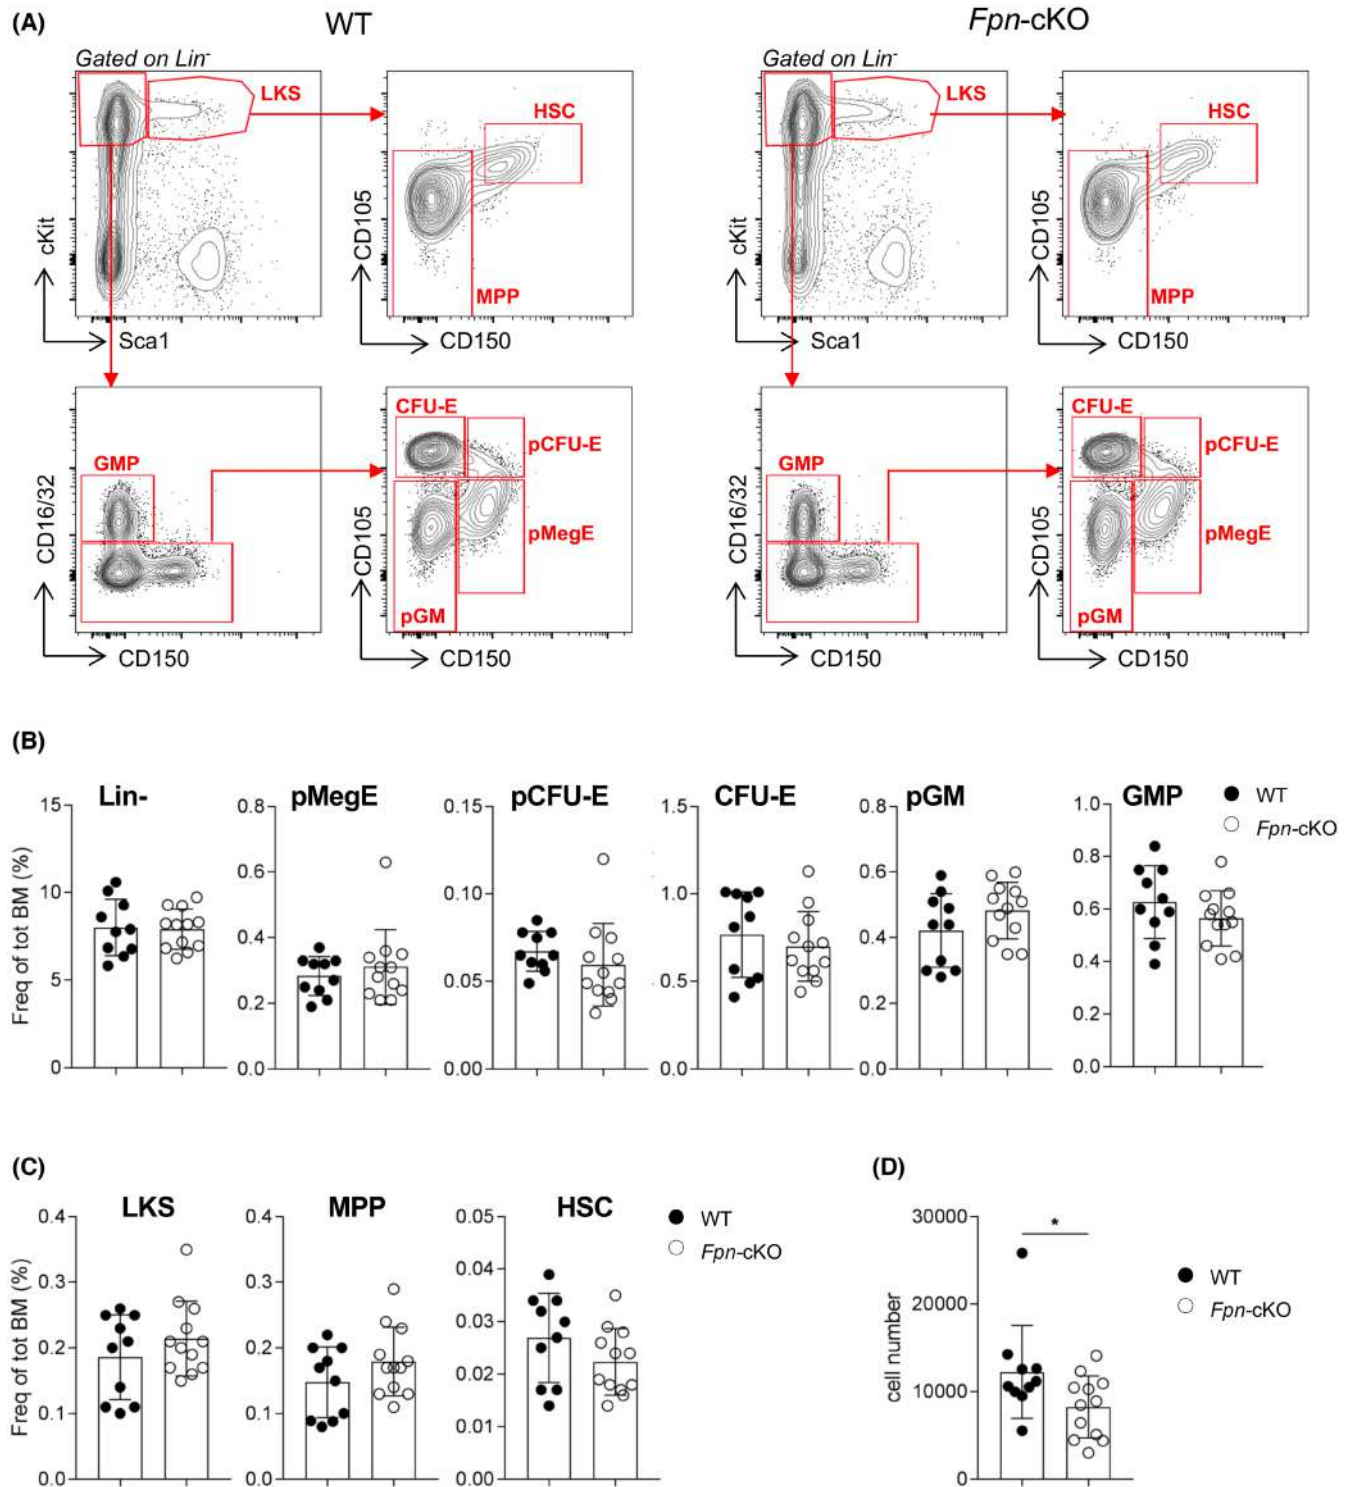 (A)
WT
Fpn-cKO
Gated on Lin-
LKS
cKit
Sca1
HSC
MPP
CD105
CD150
Gated on Lin-
LKS
cKit
Sca1
HSC
MPP
CD105
CD150
GMP
CD16/32
CD150
CFU-E
pCFU-E
pMegE
pGM
CD105
CD150
GMP
CD16/32
CD150
CFU-E
pCFU-E
pMegE
pGM
CD105
CD150
(B)
Lin-
Freq of tot BM (%)
15
10
5
0
pMegE
0.8
0.6
0.4
0.2
0.0
pCFU-E
0.15
0.10
0.05
0.00
CFU-E
1.5
1.0
0.5
0.0
pGM
0.8
0.6
0.4
0.2
0.0
GMP
1.0
0.8
0.6
0.4
0.2
0.0
WT
Fpn-cKO
(C)
LKS
Freq of tot BM (%)
0.4
0.3
0.2
0.1
0.0
MPP
0.4
0.3
0.2
0.1
0.0
HSC
0.05
0.04
0.03
0.02
0.01
0.00
WT
Fpn-cKO
(D)
cell number
30000
20000
10000
0
*
WT
Fpn-cKO